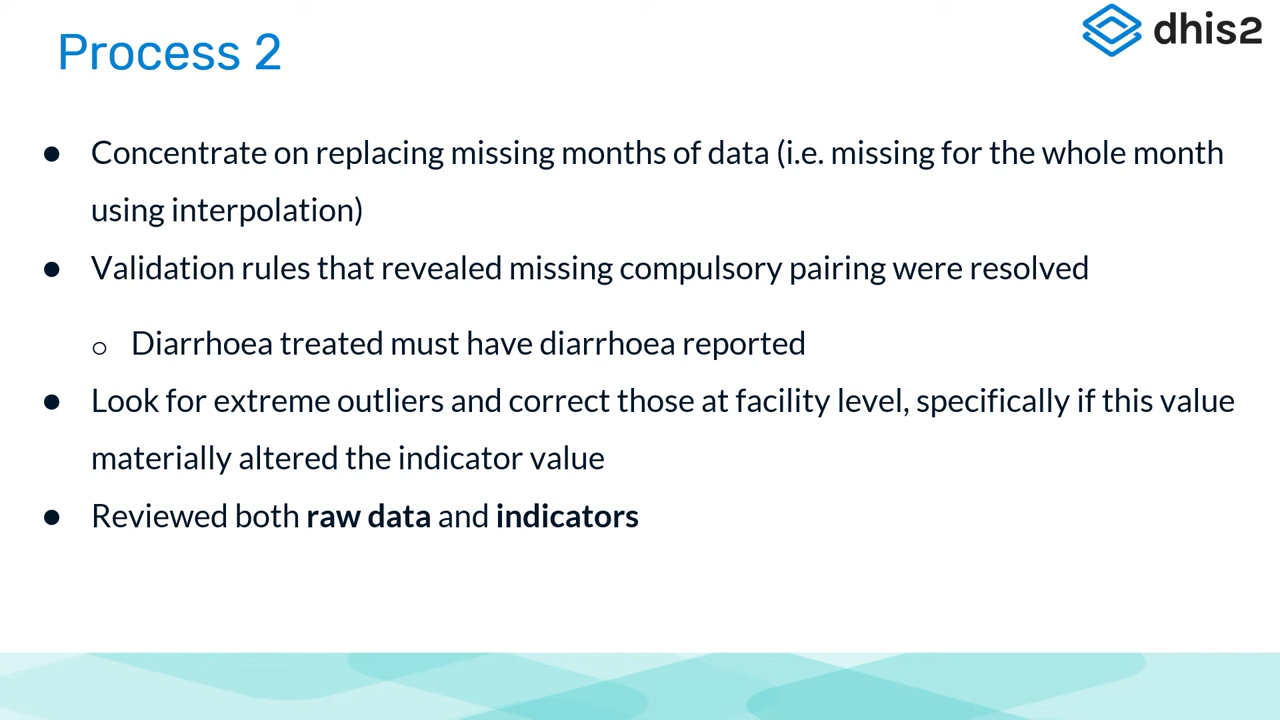 Process 2
dhis2
● Concentrate on replacing missing months of data (i.e. missing for the whole month
using interpolation)
● Validation rules that revealed missing compulsory pairing were resolved
○ Diarrhoea treated must have diarrhoea reported
● Look for extreme outliers and correct those at facility level, specifically if this value
materially altered the indicator value
● Reviewed both raw data and indicators